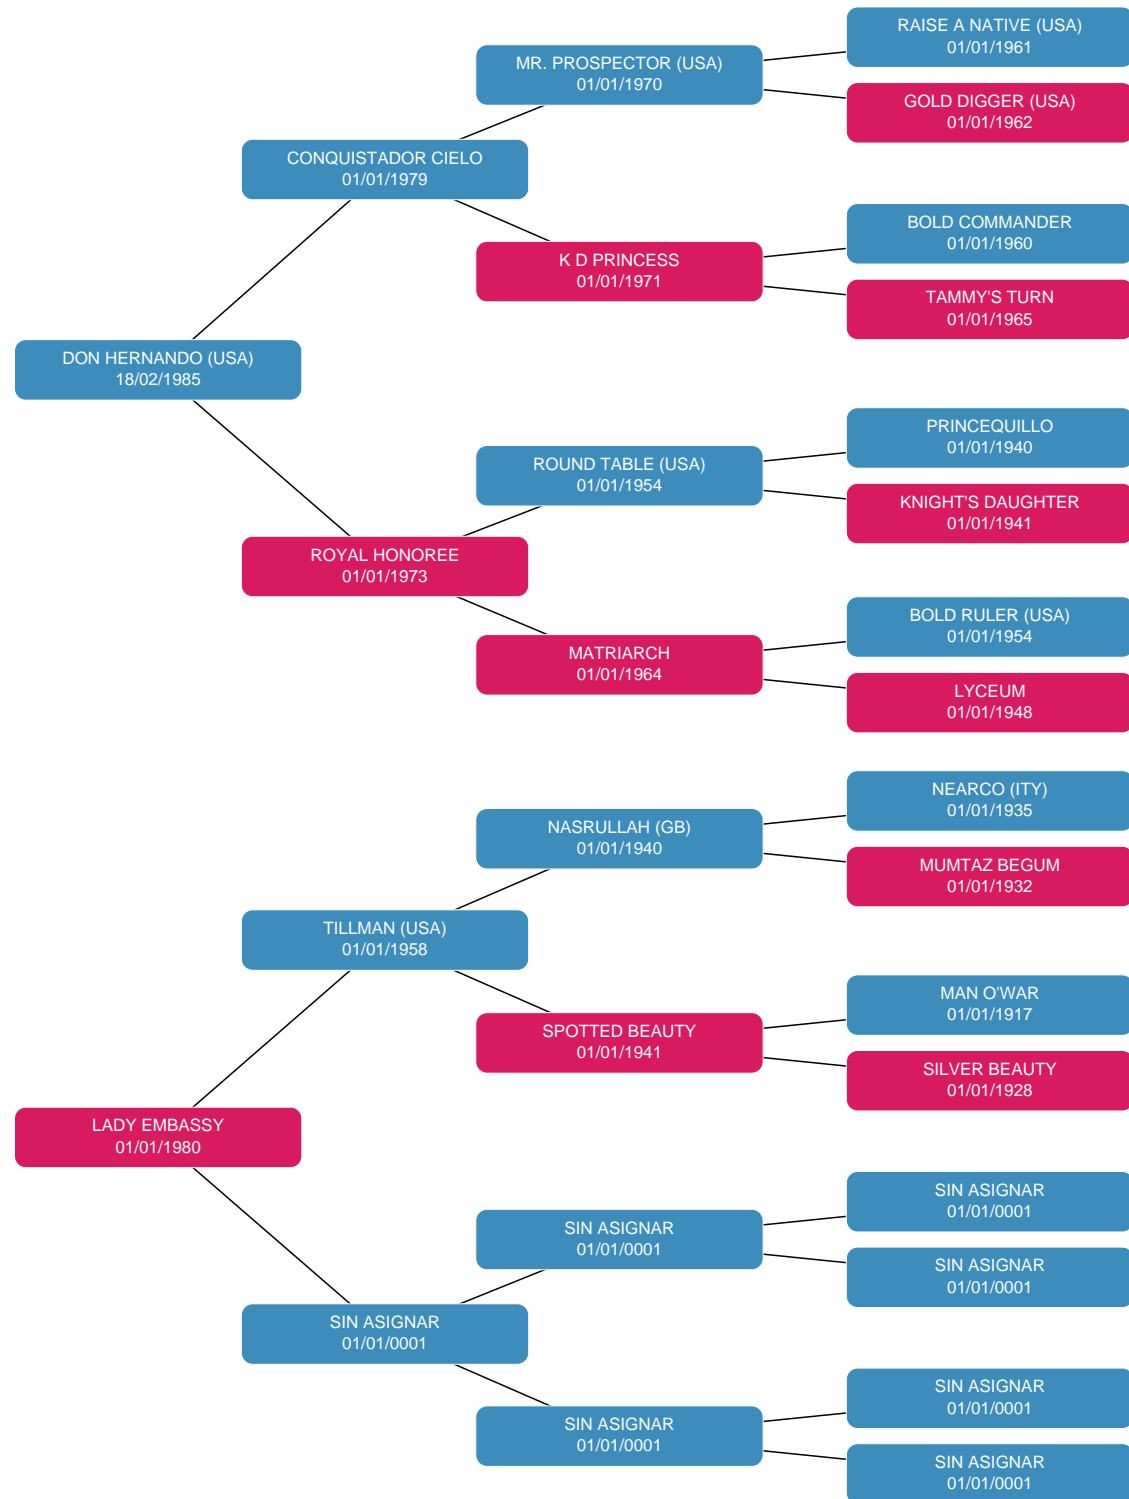 RAISE A NATIVE (USA)
01/01/1961
MR. PROSPECTOR (USA)
01/01/1970
GOLD DIGGER (USA)
01/01/1962
CONQUISTADOR CIELO
01/01/1979
BOLD COMMANDER
01/01/1960
K D PRINCESS
01/01/1971
TAMMY'S TURN
01/01/1965
DON HERNANDO (USA)
18/02/1985
PRINCEQUILLO
01/01/1940
ROUND TABLE (USA)
01/01/1954
KNIGHT'S DAUGHTER
01/01/1941
ROYAL HONOREE
01/01/1973
BOLD RULER (USA)
01/01/1954
MATRIARCH
01/01/1964
LYCEUM
01/01/1948
NEARCO (ITY)
01/01/1935
NASRULLAH (GB)
01/01/1940
MUMTAZ BEGUM
01/01/1932
TILLMAN (USA)
01/01/1958
MAN O'WAR
01/01/1917
SPOTTED BEAUTY
01/01/1941
SILVER BEAUTY
01/01/1928
LADY EMBASSY
01/01/1980
SIN ASIGNAR
01/01/0001
SIN ASIGNAR
01/01/0001
SIN ASIGNAR
01/01/0001
SIN ASIGNAR
01/01/0001
SIN ASIGNAR
01/01/0001
SIN ASIGNAR
01/01/0001
SIN ASIGNAR
01/01/0001